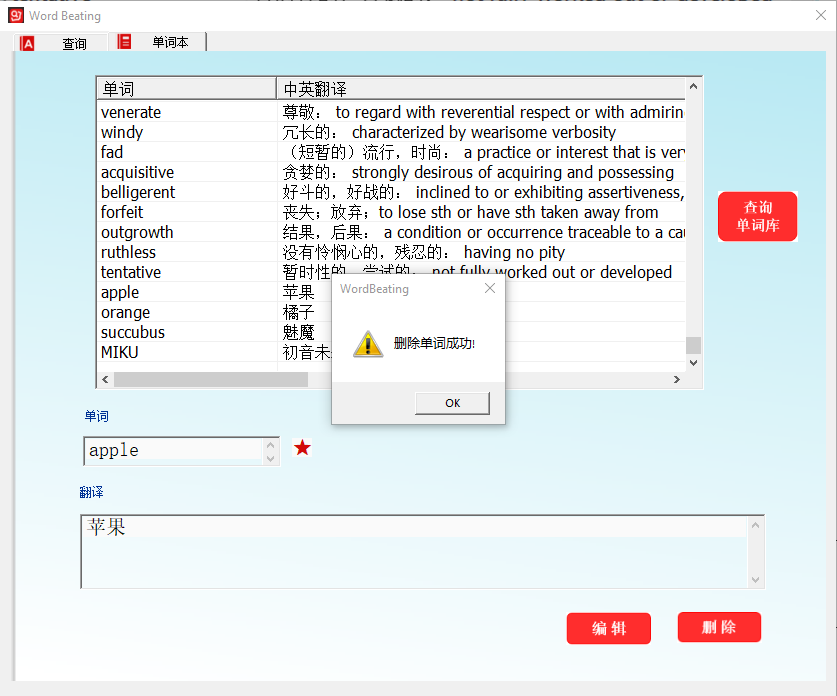 Word Beating
查询
单词本
单词 中英翻译
venerate 尊敬： to regard with reverential respect or with admirin
windy 冗长的： characterized by wearisome verbosity
fad （短暂的）流行，时尚： a practice or interest that is ver
acquisitive 贪婪的： strongly desirous of acquiring and possessing
belligerent 好斗的，好战的： inclined to or exhibiting assertiveness,
forfeit 丧失；放弃；to lose sth or have sth taken away from
outgrowth 结果，后果： a condition or occurrence traceable to a cau
ruthless 没有怜悯心的，残忍的： having no pity
tentative 暂时性的，尝试的： not fully worked out or developed
apple 苹果
orange 橘子
succubus 魅魔
MIKU 初音未
查询
单词库
WordBeating
删除单词成功!
OK
单词
apple
翻译
苹果
编辑
删除